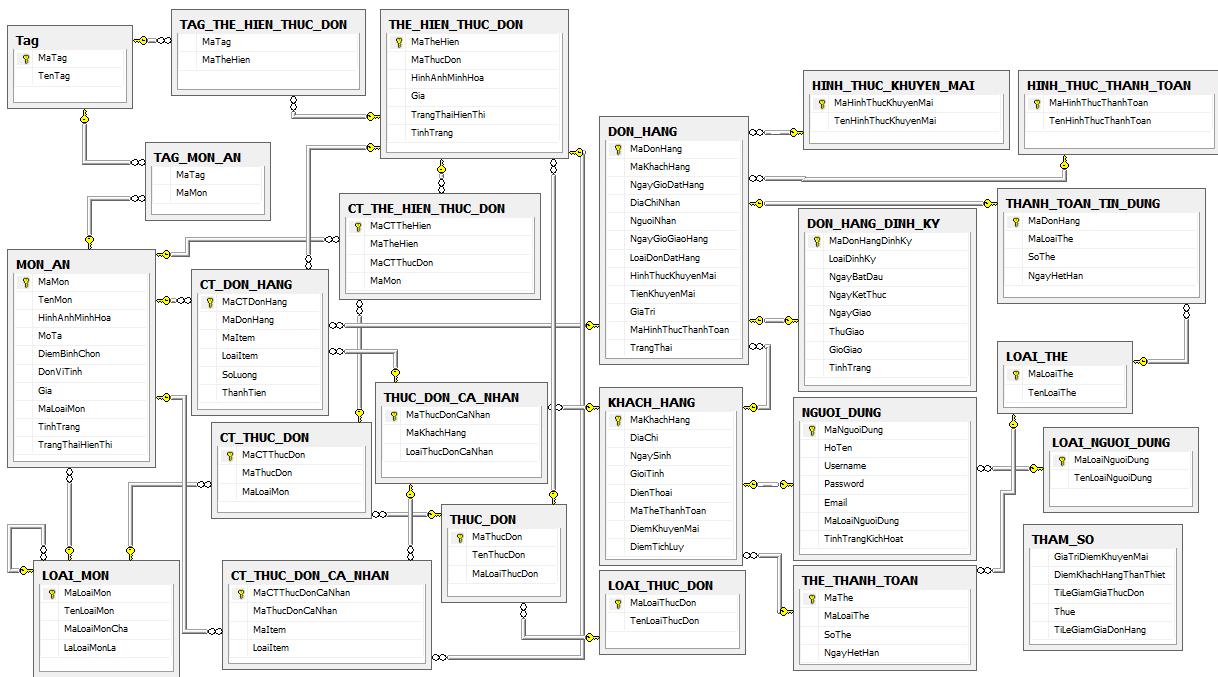 Tag
MaTag
TenTag
TAG_THE_HIEN_THUC_DON
MaTag
MaTheHien
THE_HIEN_THUC_DON
MaTheHien
MaThucDon
HinhAnhMinhHoa
Gia
TrangThaiHienThi
TinhTrang
TAG_MON_AN
MaTag
MaMon
CT_THE_HIEN_THUC_DON
MaCTTheHien
MaTheHien
MaCTThucDon
MaMon
MON_AN
MaMon
TenMon
HinhAnhMinhHoa
MoTa
DiemBinhChon
DonViTinh
Gia
MaLoaiMon
TinhTrang
TrangThaiHienThi
CT_DON_HANG
MaCTDonHang
MaDonHang
MaItem
LoaiItem
SoLuong
ThanhTien
THUC_DON_CA_NHAN
MaThucDonCaNhan
MaKhachHang
LoaiThucDonCaNhan
CT_THUC_DON
MaCTThucDon
MaThucDon
MaLoaiMon
THUC_DON
MaThucDon
TenThucDon
MaLoaiThucDon
LOAI_MON
MaLoaiMon
TenLoaiMon
MaLoaiMonCha
LaLoaiMonLa
CT_THUC_DON_CA_NHAN
MaCTThucDonCaNhan
MaThucDonCaNhan
MaItem
LoaiItem
DON_HANG
MaDonHang
MaKhachHang
NgayGioDatHang
DiaChiNhan
NguoiNhan
NgayGioGiaoHang
LoaiDonDatHang
HinhThucKhuyenMai
TienKhuyenMai
GiaTri
MaHinhThucThanhToan
TrangThai
HINH_THUC_KHUYEN_MAI
MaHinhThucKhuyenMai
TenHinhThucKhuyenMai
HINH_THUC_THANH_TOAN
MaHinhThucThanhToan
TenHinhThucThanhToan
THANH_TOAN_TIN_DUNG
MaDonHang
MaLoaiThe
SoThe
NgayHetHan
DON_HANG_DINH_KY
MaDonHangDinhKy
LoaiDinhKy
NgayBatDau
NgayKetThuc
NgayGiao
ThuGiao
GioGiao
TinhTrang
LOAI_THE
MaLoaiThe
TenLoaiThe
KHACH_HANG
MaKhachHang
DiaChi
NgaySinh
GioiTinh
DienThoai
MaTheThanhToan
DiemKhuyenMai
DiemTichLuy
NGUOI_DUNG
MaNguoiDung
HoTen
Username
Password
Email
MaLoaiNguoiDung
TinhTrangKichHoat
LOAI_NGUOI_DUNG
MaLoaiNguoiDung
TenLoaiNguoiDung
LOAI_THUC_DON
MaLoaiThucDon
TenLoaiThucDon
THE_THANH_TOAN
MaThe
MaLoaiThe
SoThe
NgayHetHan
THAM_SO
GiaTriDiemKhuyenMai
DiemKhachHangThanThiet
TiLeGiamGiaThucDon
Thue
TiLeGiamGiaDonHang